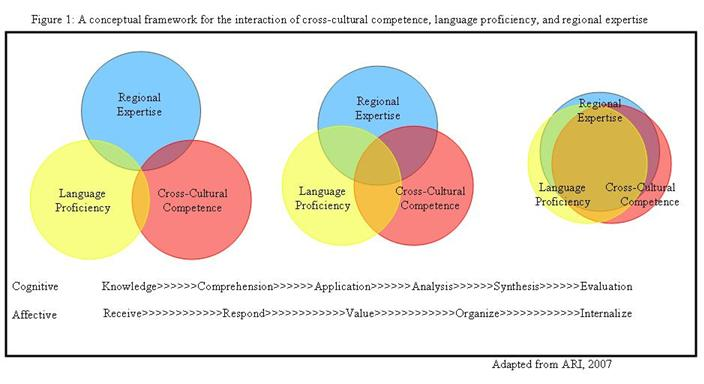 Figure 1: A conceptual framework for the interaction of cross-cultural competence, language proficiency, and regional expertise
Regional
Expertise
Language
Proficiency
Cross-Cultural
Competence
Regional
Expertise
Language
Proficiency
Cross-Cultural
Competence
Regional
Expertise
Language
Proficiency
Cross-Cultural
Competence
Cognitive Knowledge>>>>>>Comprehension>>>>>>Application>>>>>>Analysis>>>>>>Synthesis>>>>>>Evaluation
Affective Receive>>>>>>>>>>>>Respond>>>>>>>>>>>>Value>>>>>>>>>>>>Organize>>>>>>>>>>>>Internalize
Adapted from ARI, 2007